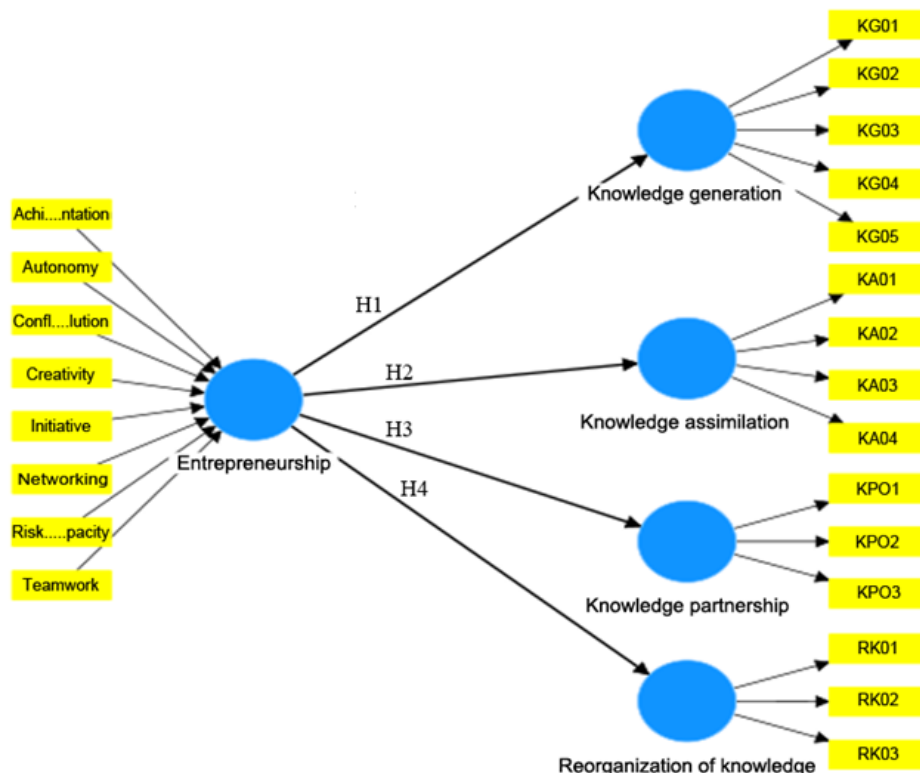 Achi....ntation
Autonomy
Confl....lution
Creativity
Initiative
Networking
Risk.....pacity
Teamwork
Entrepreneurship
H1
H2
H3
H4
Knowledge generation
KG01
KG02
KG03
KG04
KG05
Knowledge assimilation
KA01
KA02
KA03
KA04
Knowledge partnership
KPO1
KPO2
KPO3
Reorganization of knowledge
RK01
RK02
RK03